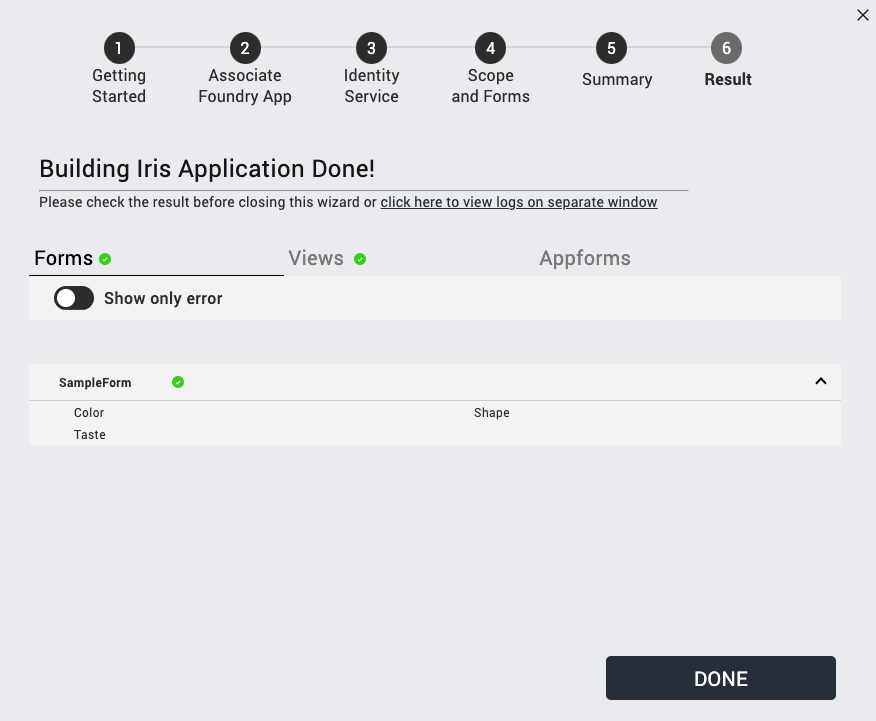 1 2 3 4 5 6
Getting Associate Identity Scope Summary Result
Started Foundry App Service and Forms
Building Iris Application Done!
Please check the result before closing this wizard or click here to view logs on separate window
Forms Views Appforms
Show only error
SampleForm
Color Shape
Taste
DONE